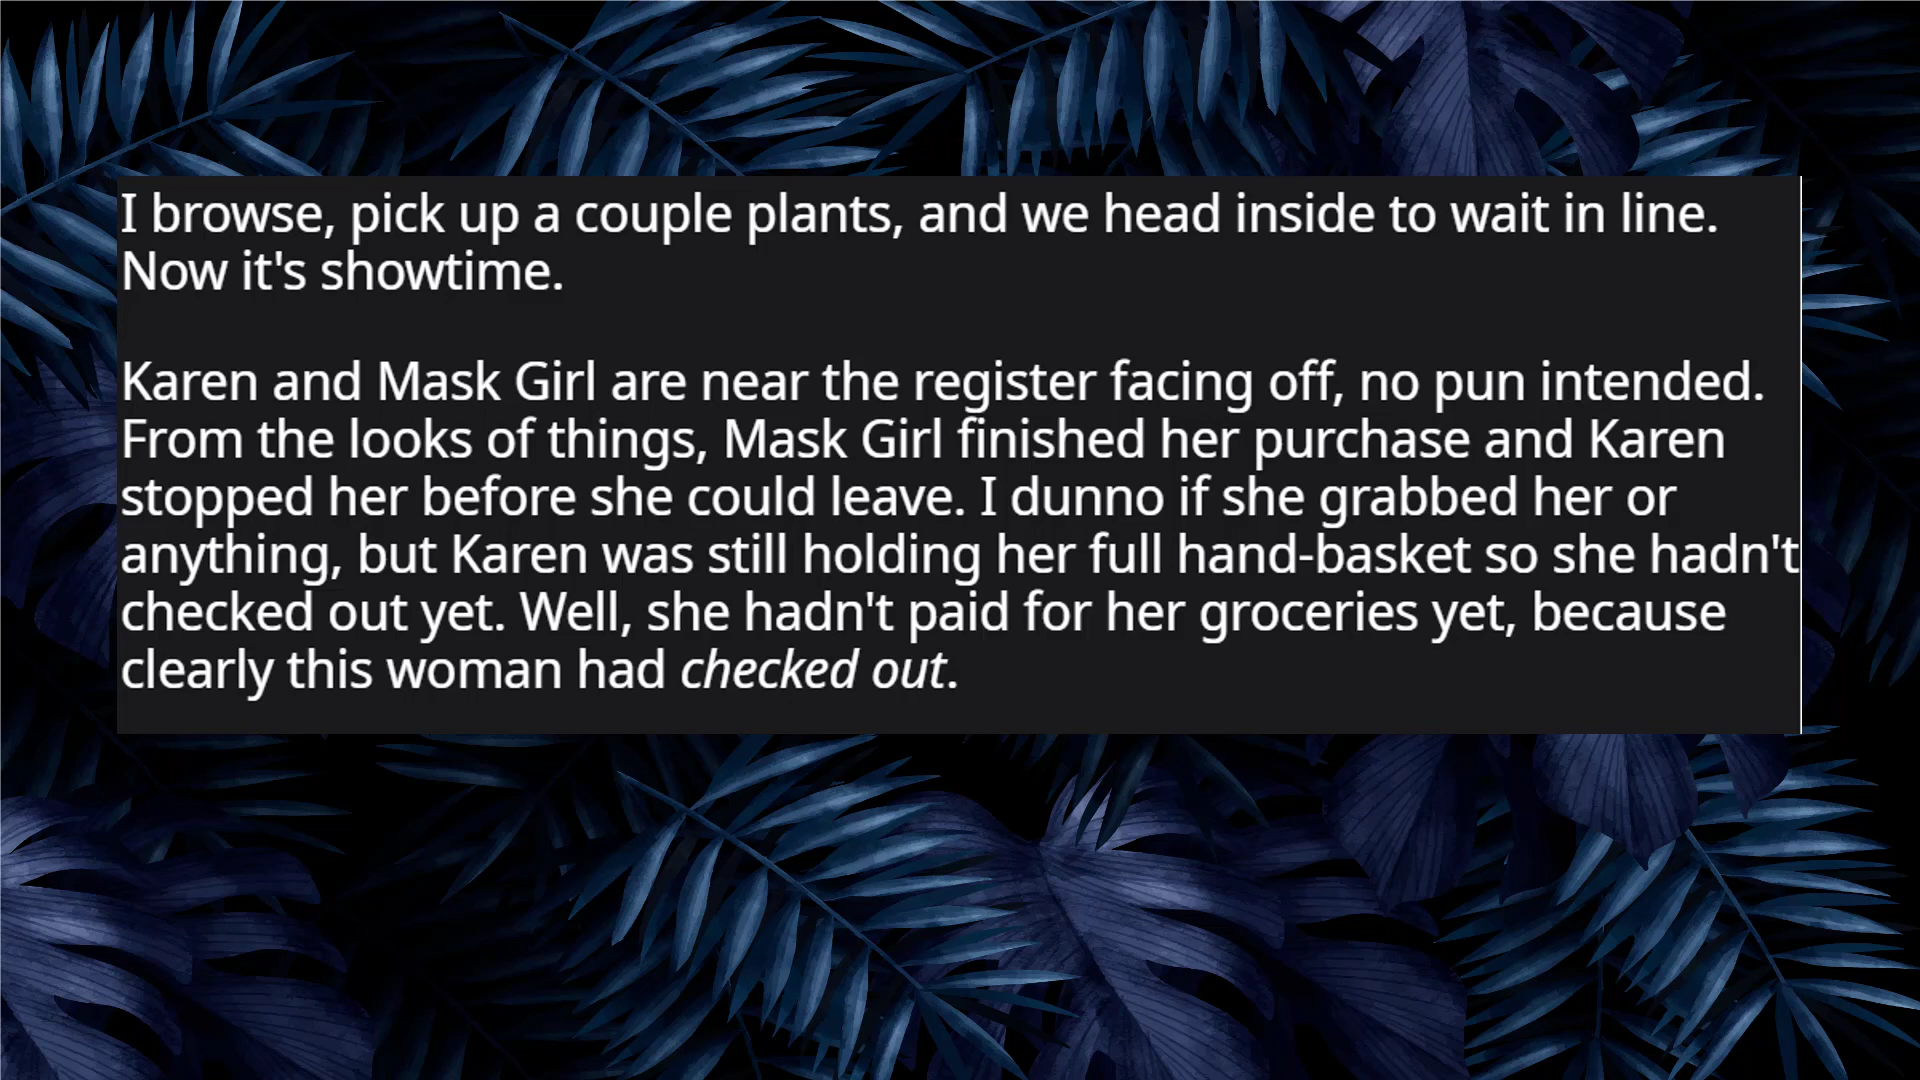 I browse, pick up a couple plants, and we head inside to wait in line.
Now it's showtime.
Karen and Mask Girl are near the register facing off, no pun intended.
From the looks of things, Mask Girl finished her purchase and Karen
stopped her before she could leave. I dunno if she grabbed her or
anything, but Karen was still holding her full hand-basket so she hadn't
checked out yet. Well, she hadn't paid for her groceries yet, because
clearly this woman had checked out.